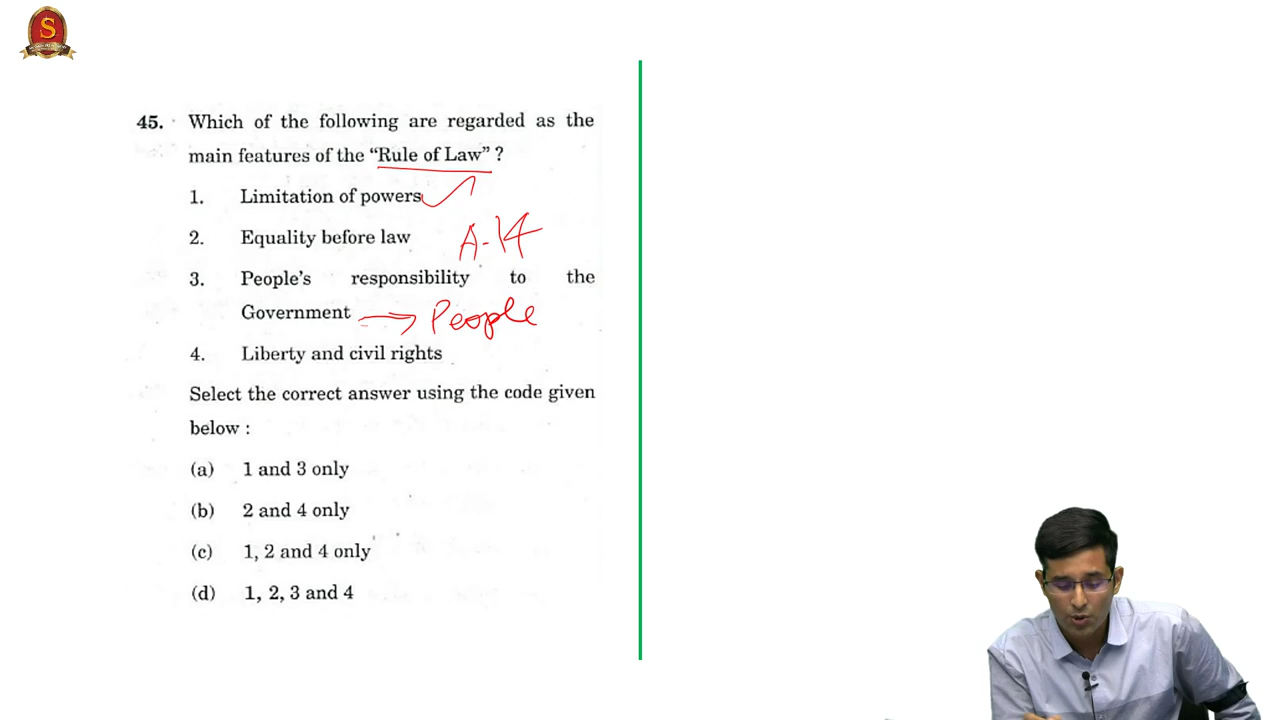 S
45. Which of the following are regarded as the
main features of the “Rule of Law” ?
1. Limitation of powers
2. Equality before law A-14
3. People’s responsibility to the
Government → People
4. Liberty and civil rights
Select the correct answer using the code given
below :
(a) 1 and 3 only
(b) 2 and 4 only
(c) 1, 2 and 4 only
(d) 1, 2, 3 and 4